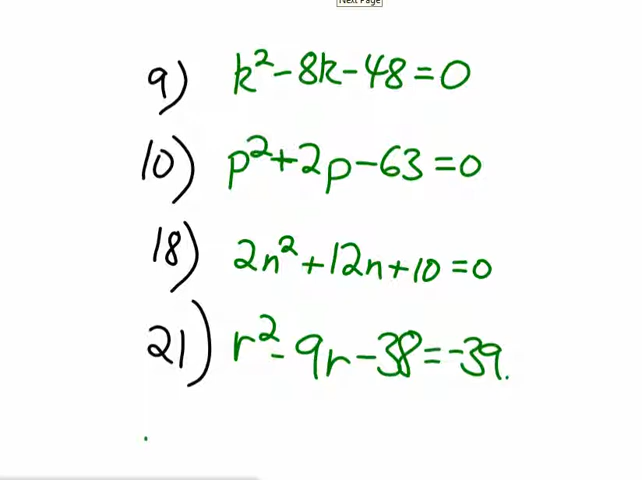 Next Page
9) k²-8k-48=0
10) p²+2p-63=0
18) 2n²+12n+10=0
21) r²-9r-38=-39.